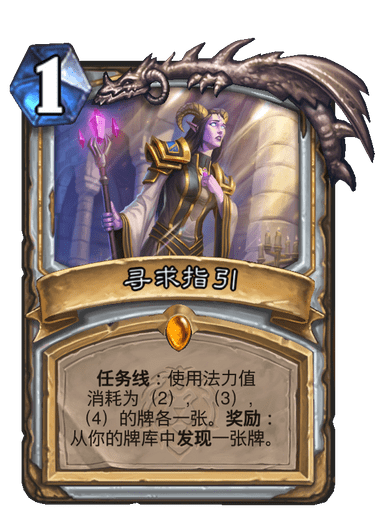 1
寻求指引
任务线：使用法力值
消耗为（2），（3），
（4）的牌各一张。奖励：
从你的牌库中发现一张牌。